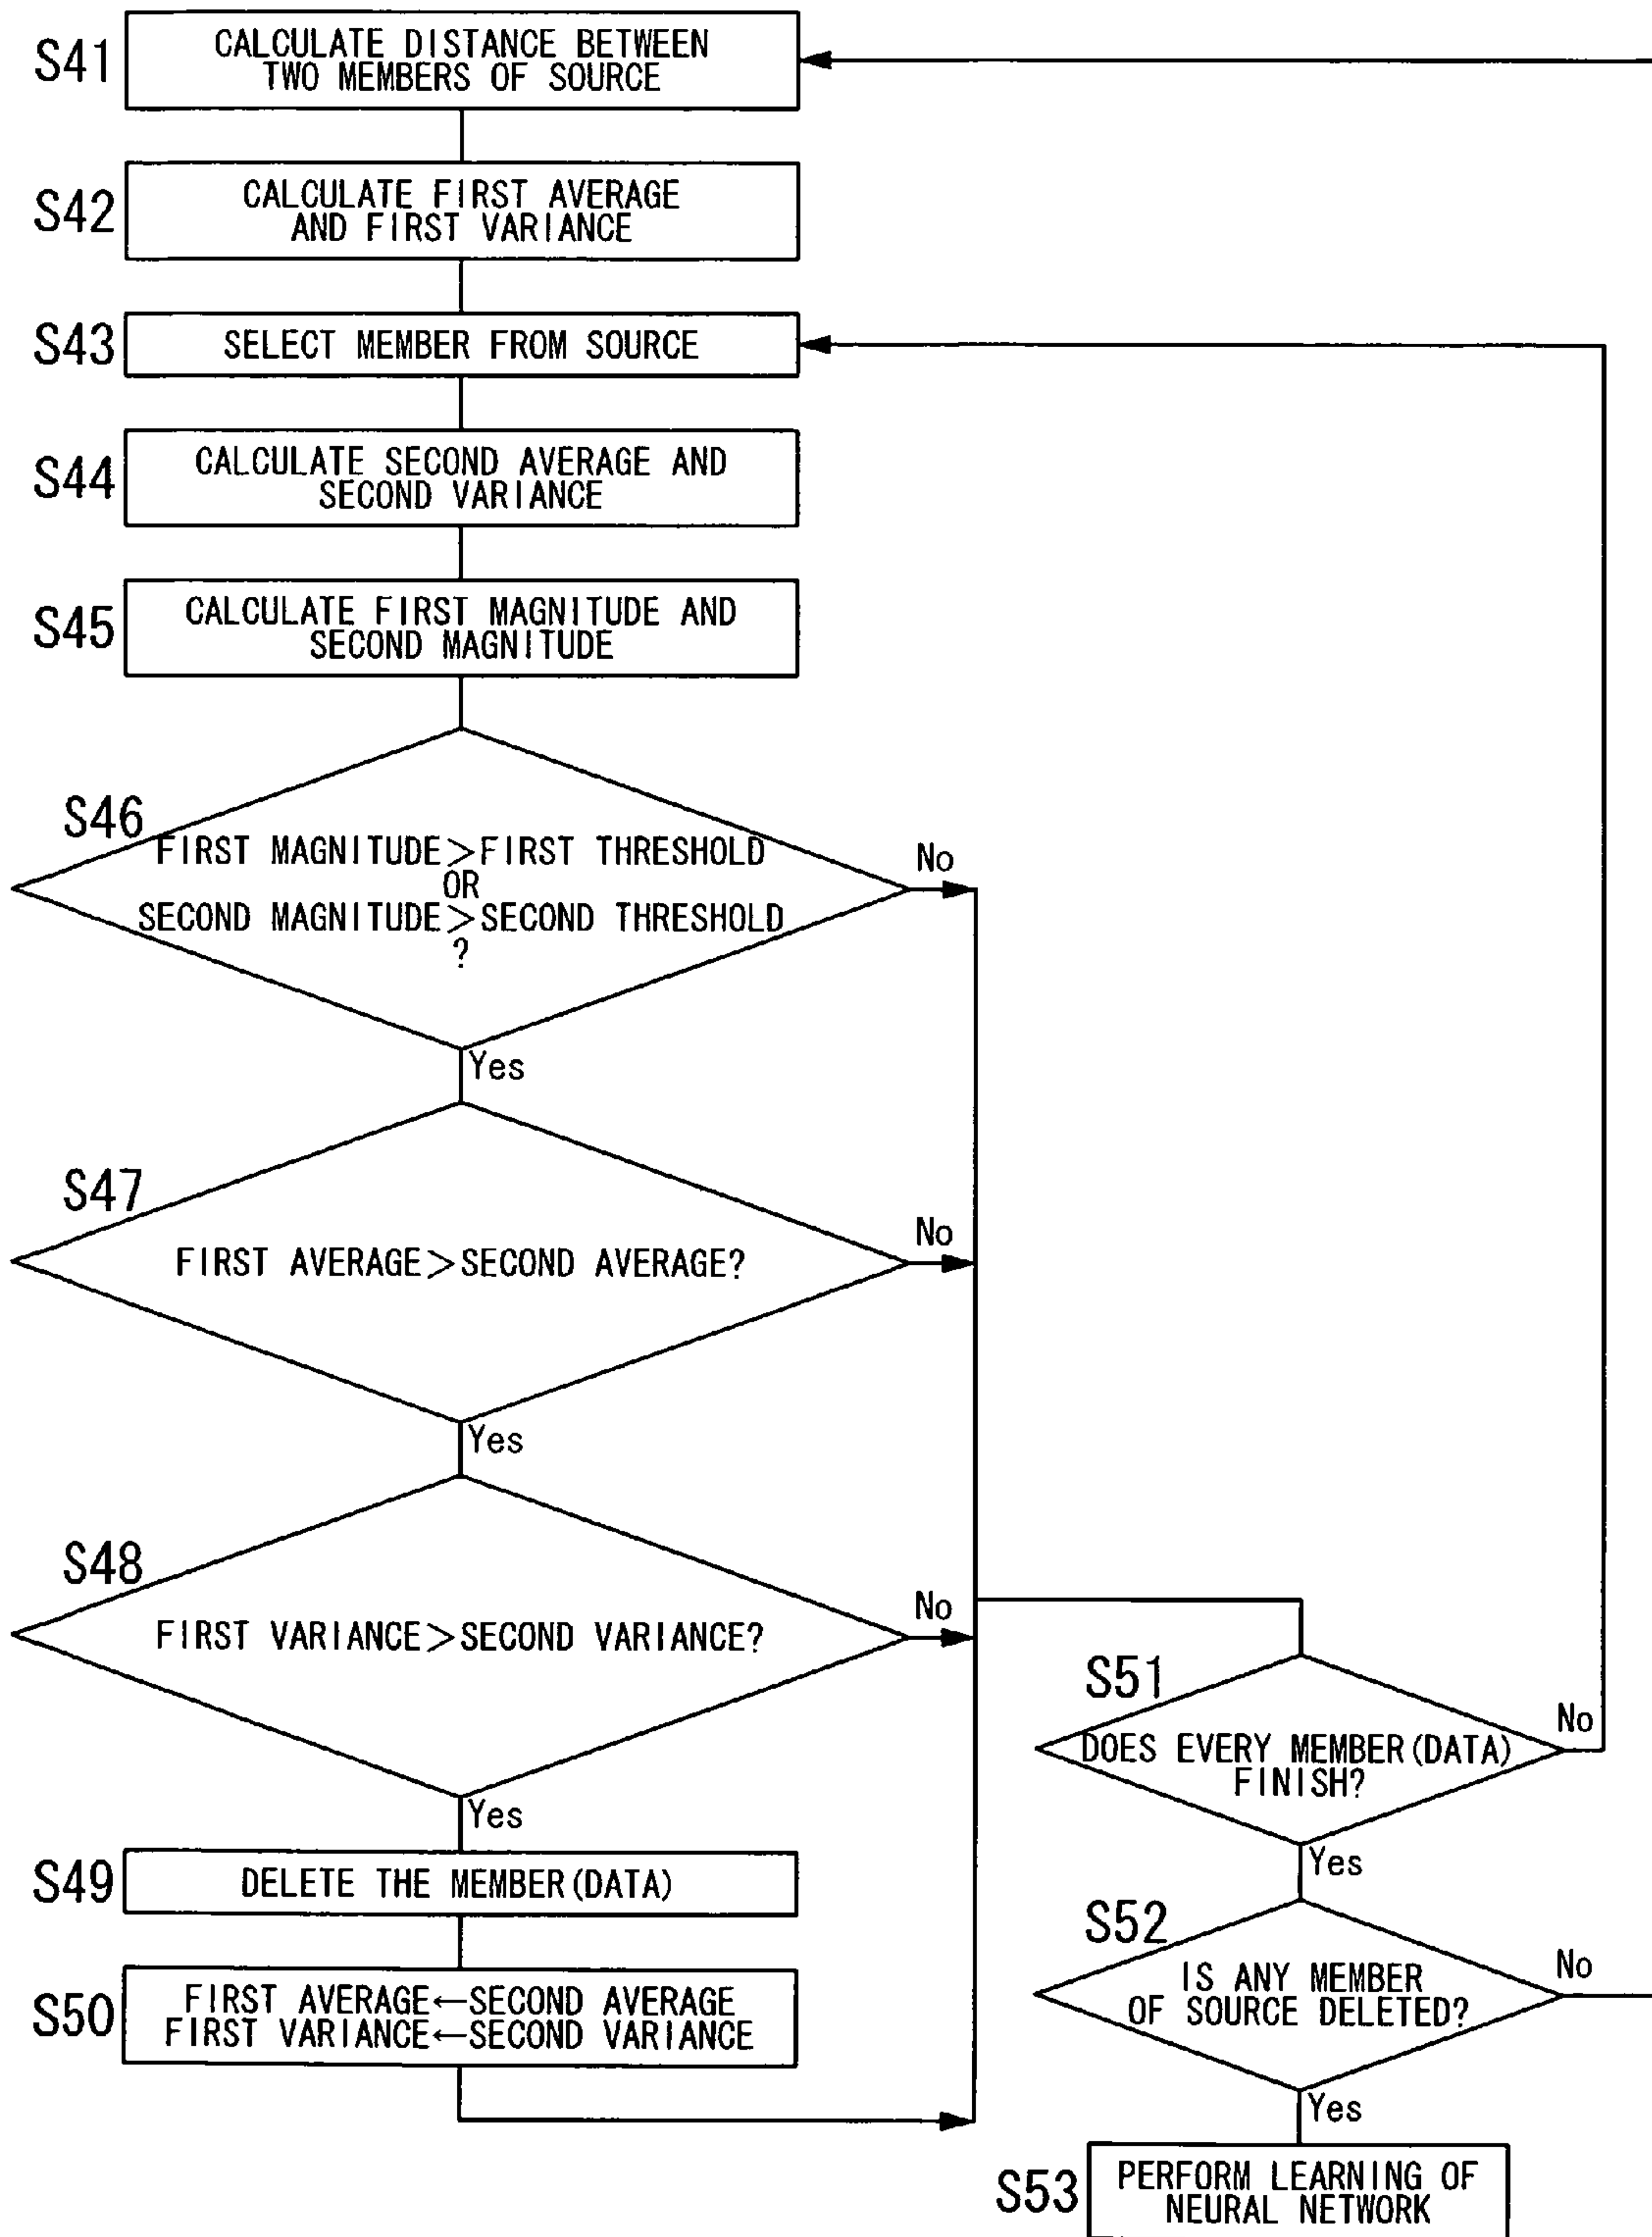 S41
CALCULATE DISTANCE BETWEEN
TWO MEMBERS OF SOURCE
S42
CALCULATE FIRST AVERAGE
AND FIRST VARIANCE
S43
SELECT MEMBER FROM SOURCE
S44
CALCULATE SECOND AVERAGE AND
SECOND VARIANCE
S45
CALCULATE FIRST MAGNITUDE AND
SECOND MAGNITUDE
S46
FIRST MAGNITUDE>FIRST THRESHOLD
OR
SECOND MAGNITUDE>SECOND THRESHOLD
?
No
Yes
S47
FIRST AVERAGE>SECOND AVERAGE?
No
Yes
S48
FIRST VARIANCE>SECOND VARIANCE?
No
Yes
S49
DELETE THE MEMBER(DATA)
S50
FIRST AVERAGE←SECOND AVERAGE
FIRST VARIANCE←SECOND VARIANCE
S51
DOES EVERY MEMBER(DATA)
FINISH?
No
Yes
S52
IS ANY MEMBER
OF SOURCE DELETED?
No
Yes
S53
PERFORM LEARNING OF
NEURAL NETWORK